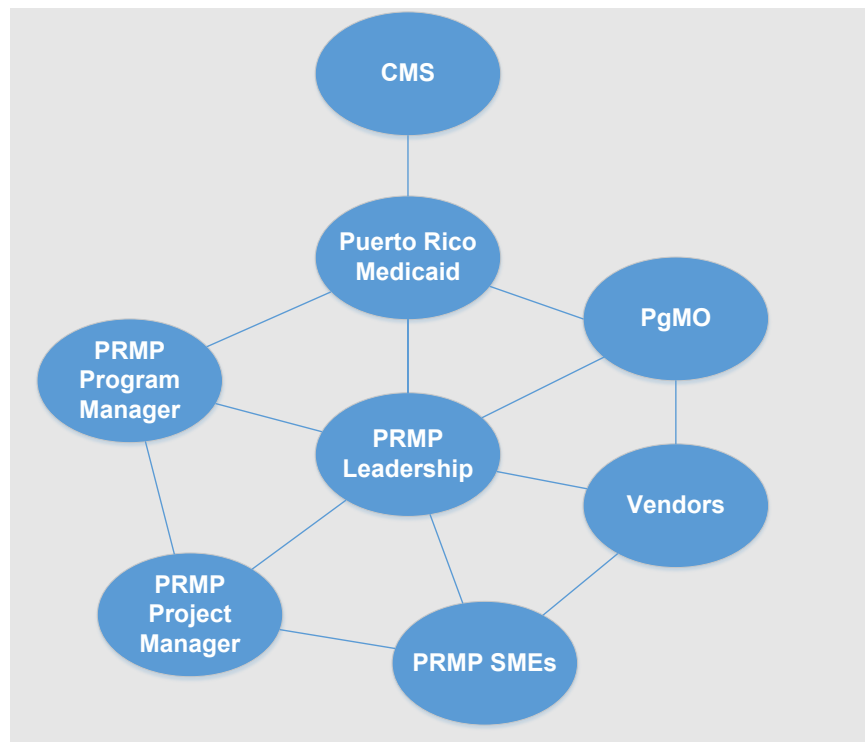 CMS
Puerto Rico
Medicaid
PgMO
PRMP
Program
Manager
PRMP
Leadership
Vendors
PRMP
Project
Manager
PRMP SMEs